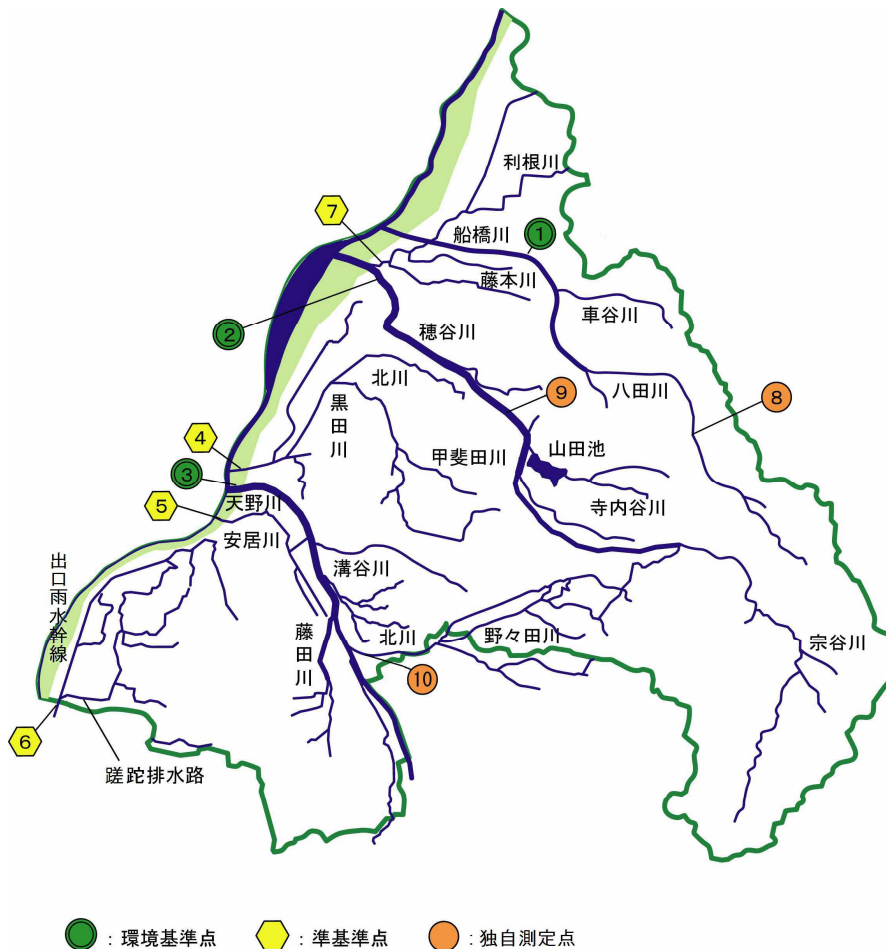 利根川
7
船橋川
1
藤本川
車谷川
2
穂谷川
北川
八田川
9
8
黒田川
4
甲斐田川
山田池
3
天野川
寺内谷川
5
安居川
出口雨水幹線
溝谷川
藤田川
北川
野々田川
宗谷川
10
6
蹉跎排水路
：環境基準点
：準基準点
：独自測定点